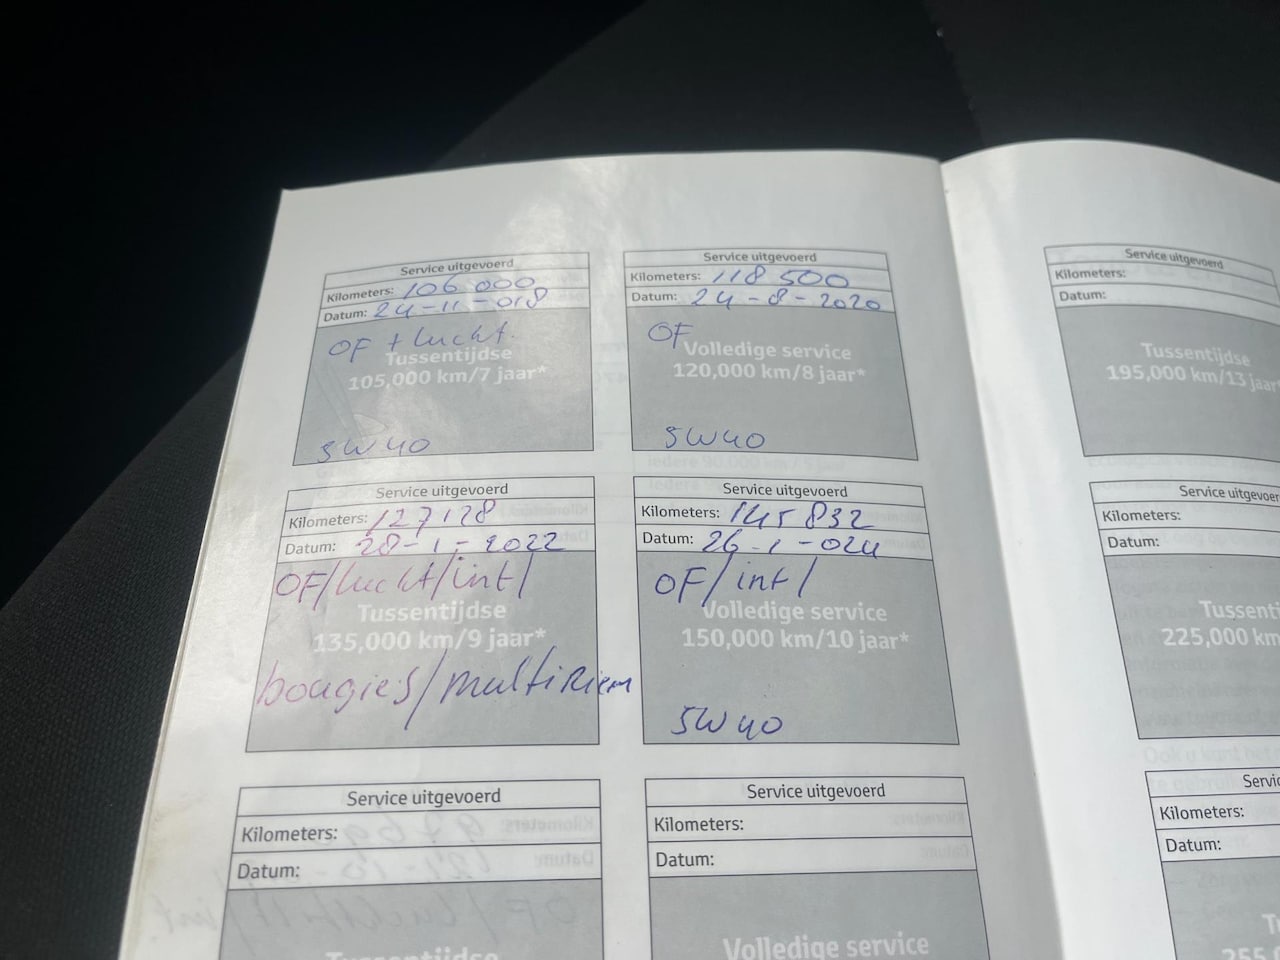 Service uitgevoerd
Kilometers: 106 000
Datum: 24-11-018
OF + lucht.
Tussentijdse
105,000 km/7 jaar*
5W40
Service uitgevoerd
Kilometers: 118 500
Datum: 24-8-2020
OF
Volledige service
120,000 km/8 jaar*
5W40
Service uitgevoerd
Kilometers: 127128
Datum: 28-1-2022
OF/lucht/int/
Tussentijdse
135,000 km/9 jaar*
bougies/multiRiem
Service uitgevoerd
Kilometers: 145 832
Datum: 26-1-024
OF/int/
Volledige service
150,000 km/10 jaar*
5W40
Service uitgevoerd
Kilometers:
Datum:
Tussentijdse
Service uitgevoerd
Kilometers:
Datum:
Volledige service
Service uitgevoerd
Kilometers:
Datum:
Tussentijdse
195,000 km/13 jaar*
Service uitgevoer
Kilometers:
Datum:
Tussenti
225,000 km
Servic
Kilometers:
Datum:
T
255,0